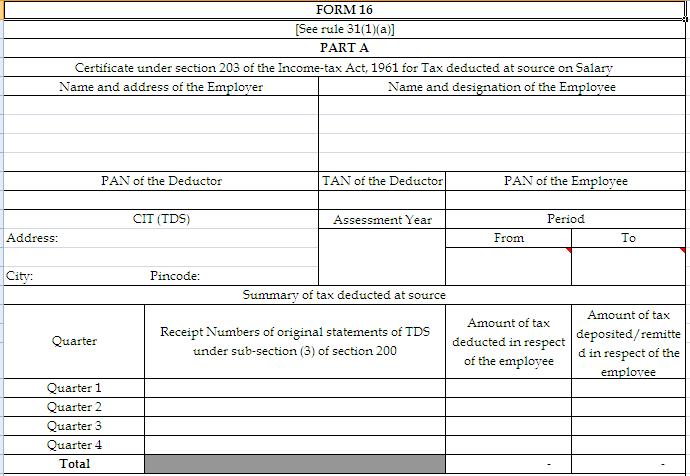 FORM 16
[See rule 31(1)(a)]
PART A
Certificate under section 203 of the Income-tax Act, 1961 for Tax deducted at source on Salary
Name and address of the Employer
Name and designation of the Employee
PAN of the Deductor
TAN of the Deductor
PAN of the Employee
CIT (TDS)
Assessment Year
Period
Address:
From
To
City:
Pincode:
Summary of tax deducted at source
Quarter
Receipt Numbers of original statements of TDS
under sub-section (3) of section 200
Amount of tax
deducted in respect
of the employee
Amount of tax
deposited/remitte
d in respect of the
employee
Quarter 1
Quarter 2
Quarter 3
Quarter 4
Total
-
-